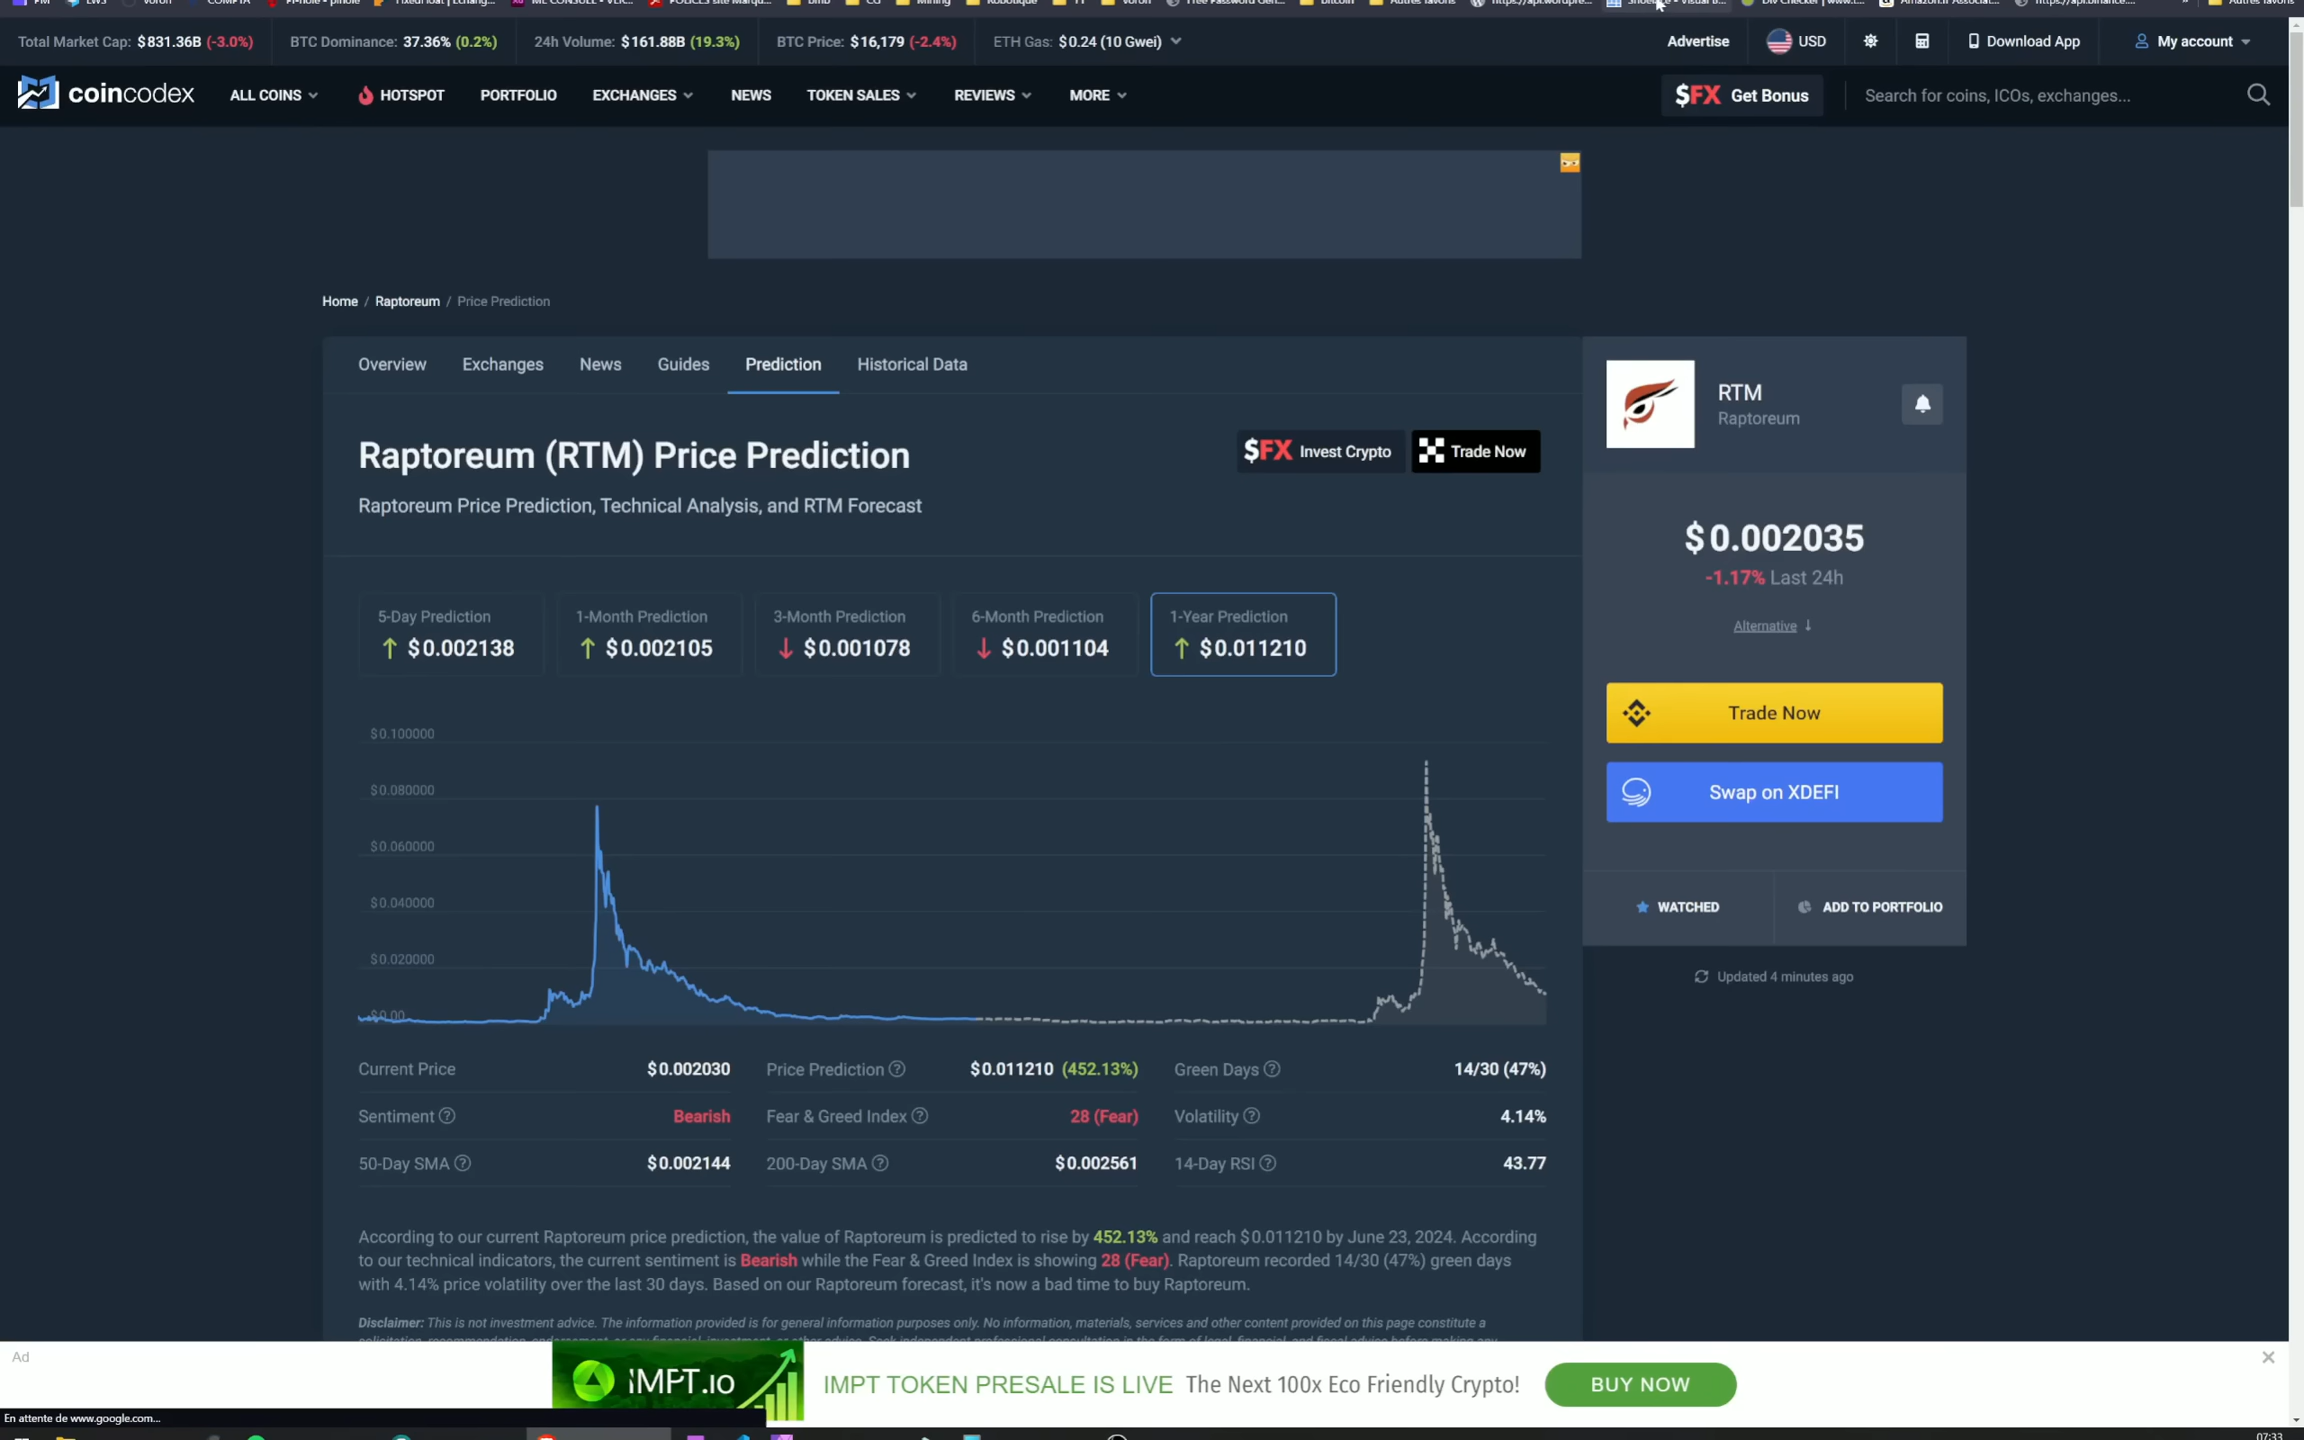 Total Market Cap: $831.36B (-3.0%) BTC Dominance: 37.36% (0.2%) 24h Volume: $161.88B (19.3%) BTC Price: $16,179 (-2.4%) ETH Gas: $0.24 (10 Gwei) Advertise USD Download App My account
coincodex ALL COINS HOTSPOT PORTFOLIO EXCHANGES NEWS TOKEN SALES REVIEWS MORE $FX Get Bonus Search for coins, ICOs, exchanges...
Home / Raptoreum / Price Prediction
Overview Exchanges News Guides Prediction Historical Data
RTM
Raptoreum
Raptoreum (RTM) Price Prediction
$FX Invest Crypto Trade Now
Raptoreum Price Prediction, Technical Analysis, and RTM Forecast
$0.002035
-1.17% Last 24h
Alternative
5-Day Prediction 1-Month Prediction 3-Month Prediction 6-Month Prediction 1-Year Prediction
$0.002138 $0.002105 $0.001078 $0.001104 $0.011210
Trade Now
Swap on XDEFI
WATCHED ADD TO PORTFOLIO
Updated 4 minutes ago
$0.100000
$0.080000
$0.060000
$0.040000
$0.020000
$0.00
Current Price $0.002030 Price Prediction $0.011210 (452.13%) Green Days 14/30 (47%)
Sentiment Bearish Fear & Greed Index 28 (Fear) Volatility 4.14%
50-Day SMA $0.002144 200-Day SMA $0.002561 14-Day RSI 43.77
According to our current Raptoreum price prediction, the value of Raptoreum is predicted to rise by 452.13% and reach $0.011210 by June 23, 2024. According
to our technical indicators, the current sentiment is Bearish while the Fear & Greed Index is showing 28 (Fear). Raptoreum recorded 14/30 (47%) green days
with 4.14% price volatility over the last 30 days. Based on our Raptoreum forecast, it's now a bad time to buy Raptoreum.
Disclaimer: This is not investment advice. The information provided is for general information purposes only. No information, materials, services and other content provided on this page constitute a
Ad
IMPT.io IMPT TOKEN PRESALE IS LIVE The Next 100x Eco Friendly Crypto! BUY NOW
En attente de www.google.com...
07:33